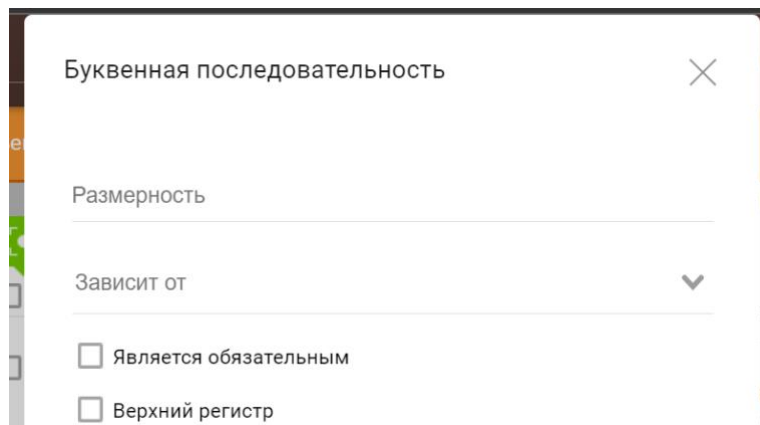 Буквенная последовательность
Размерность
Зависит от
Является обязательным
Верхний регистр